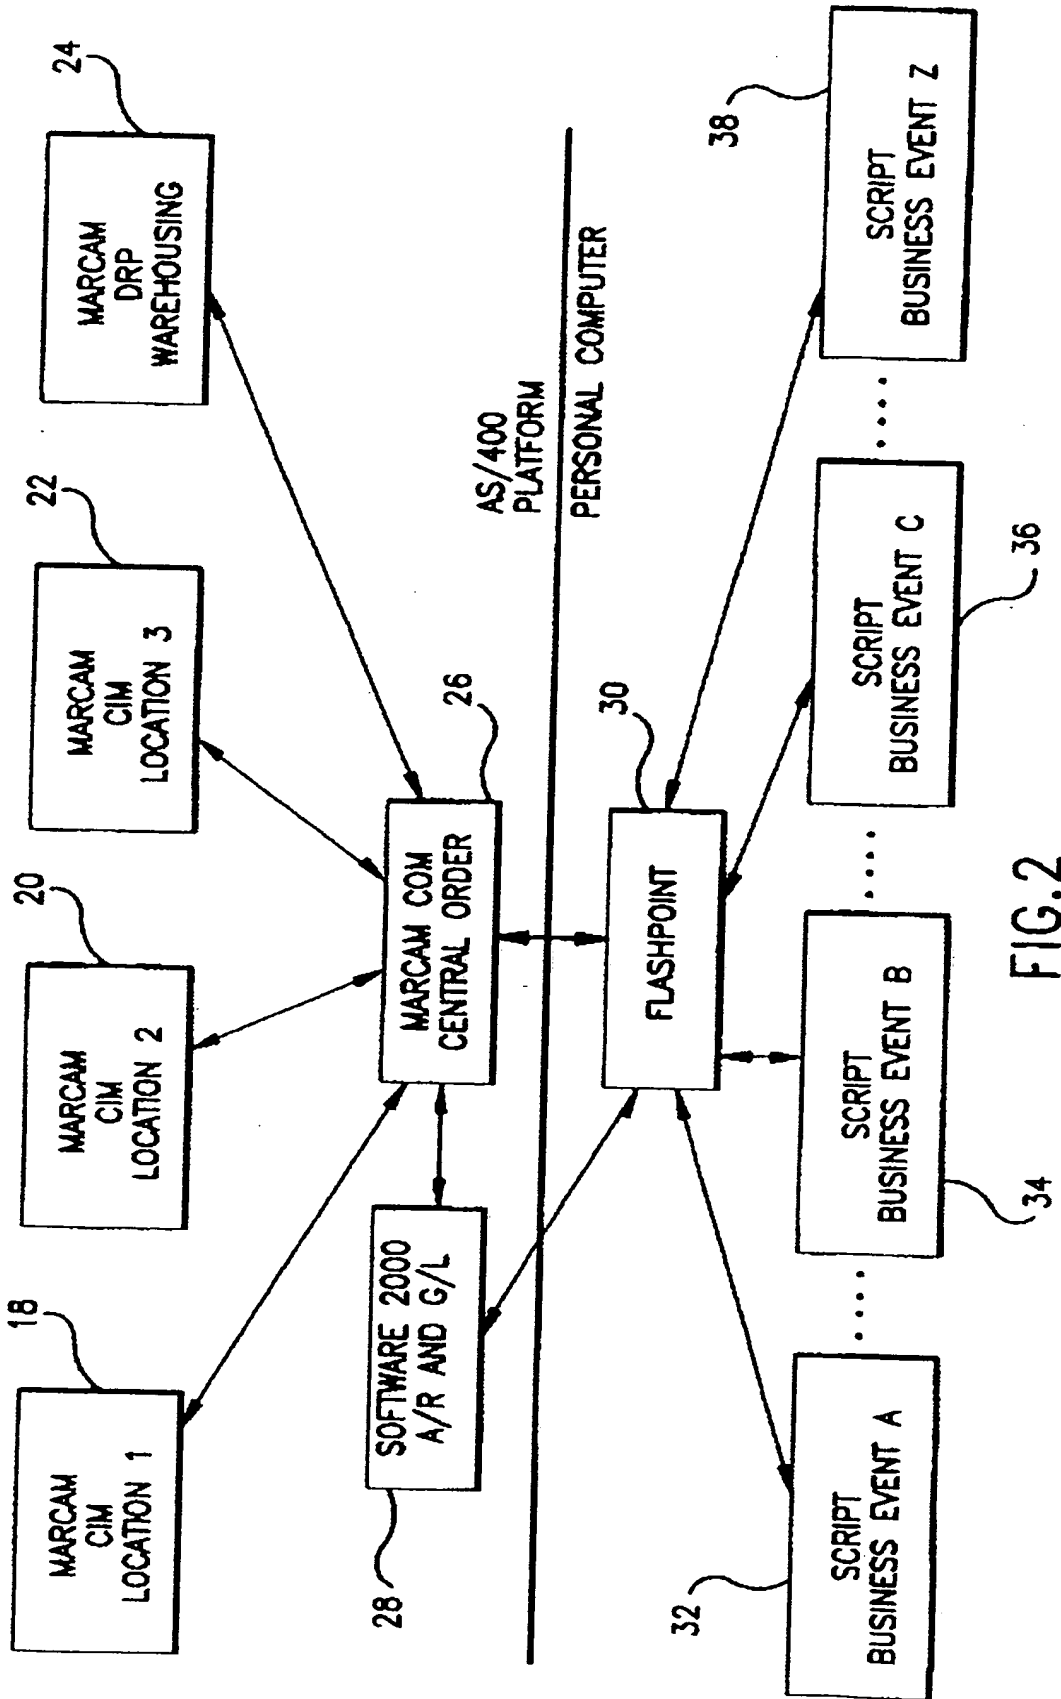 18
MARCAM
CIM
LOCATION 1
20
MARCAM
CIM
LOCATION 2
22
MARCAM
CIM
LOCATION 3
24
MARCAM
DRP
WAREHOUSING
28
SOFTWARE 2000
A/R AND G/L
MARCAM COM
CENTRAL ORDER
26
AS/400
PLATFORM
PERSONAL COMPUTER
FLASHPOINT
30
32
SCRIPT
BUSINESS EVENT A
....
SCRIPT
BUSINESS EVENT B
34
....
SCRIPT
BUSINESS EVENT C
36
....
38
SCRIPT
BUSINESS EVENT Z
FIG.2